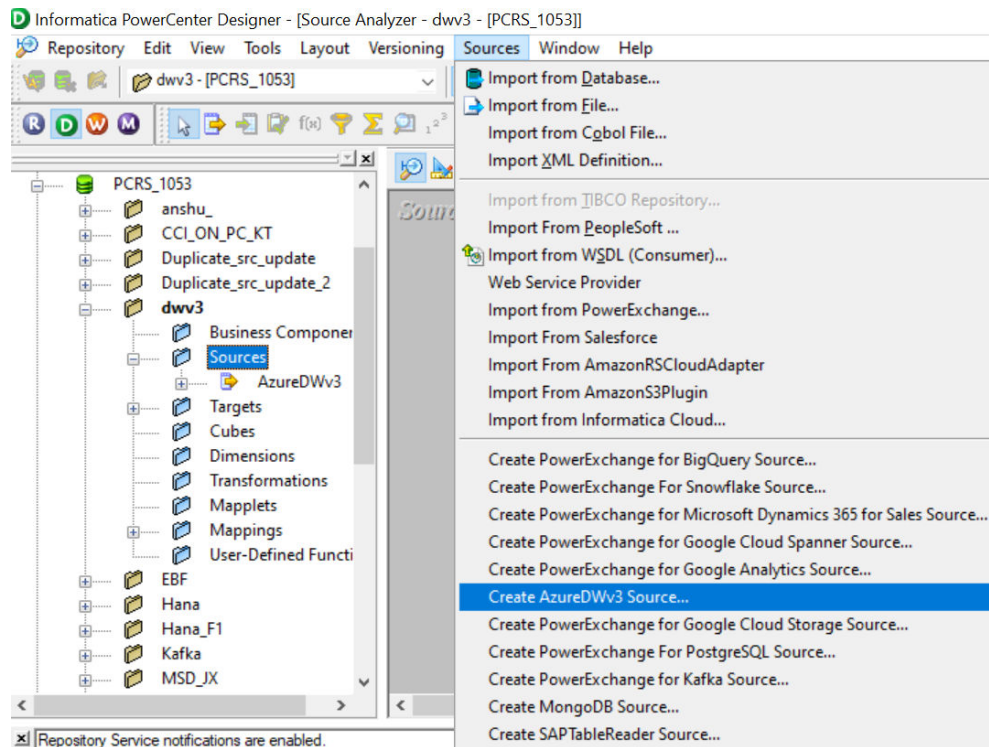 Informatica PowerCenter Designer - [Source Analyzer - dwv3 - [PCRS_1053]]
Repository Edit View Tools Layout Versioning Sources Window Help
dwv3 - [PCRS_1053]
R D W M f(x) Σ 1 2 3
PCRS_1053
anshu_
CCI_ON_PC_KT
Duplicate_src_update
Duplicate_src_update_2
dwv3
Business Componer
Sources
AzureDWv3
Targets
Cubes
Dimensions
Transformations
Mapplets
Mappings
User-Defined Functi
EBF
Hana
Hana_F1
Kafka
MSD_JX
Repository Service notifications are enabled.
Sour
Import from Database...
Import from File...
Import from Cobol File...
Import XML Definition...
Import from TIBCO Repository...
Import From PeopleSoft ...
Import from WSDL (Consumer)...
Web Service Provider
Import from PowerExchange...
Import From Salesforce
Import From AmazonRSCloudAdapter
Import From AmazonS3Plugin
Import from Informatica Cloud...
Create PowerExchange for BigQuery Source...
Create PowerExchange For Snowflake Source...
Create PowerExchange for Microsoft Dynamics 365 for Sales Source...
Create PowerExchange for Google Cloud Spanner Source...
Create PowerExchange for Google Analytics Source...
Create AzureDWv3 Source...
Create PowerExchange for Google Cloud Storage Source...
Create PowerExchange For PostgreSQL Source...
Create PowerExchange for Kafka Source...
Create MongoDB Source...
Create SAPTableReader Source...